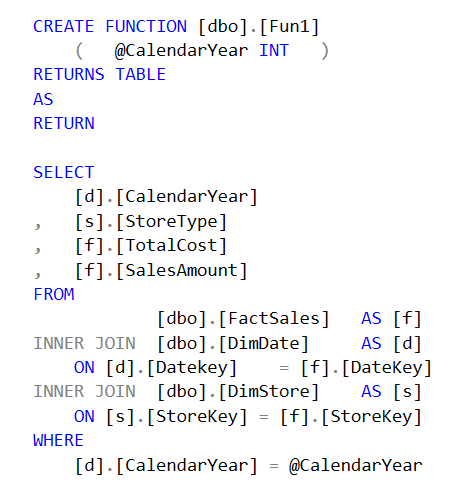 CREATE FUNCTION [dbo].[Fun1]
    (   @CalendarYear INT   )
RETURNS TABLE
AS
RETURN

SELECT
    [d].[CalendarYear]
,   [s].[StoreType]
,   [f].[TotalCost]
,   [f].[SalesAmount]
FROM
            [dbo].[FactSales]   AS [f]
INNER JOIN  [dbo].[DimDate]     AS [d]
    ON [d].[Datekey]    = [f].[DateKey]
INNER JOIN  [dbo].[DimStore]    AS [s]
    ON [s].[StoreKey] = [f].[StoreKey]
WHERE
    [d].[CalendarYear] = @CalendarYear